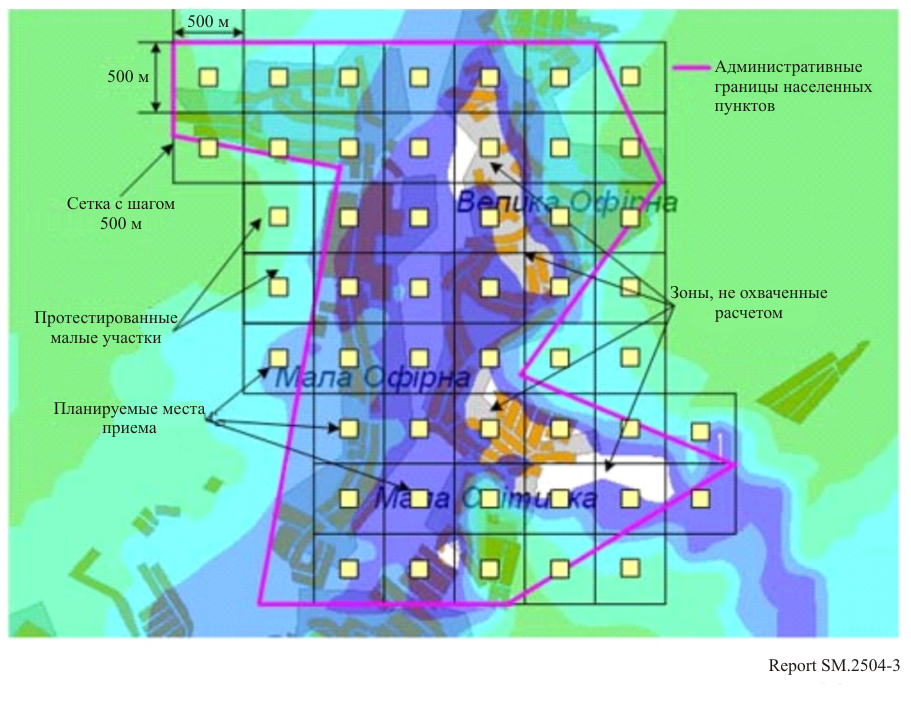 500 м
500 м
Административные
границы населенных
пунктов
Сетка с шагом
500 м
Велика Офірна
Зоны, не охваченные
расчетом
Протестированные
малые участки
Мала Офірна
Планируемые места
приема
Мала Снітинка
Report SM.2504-3